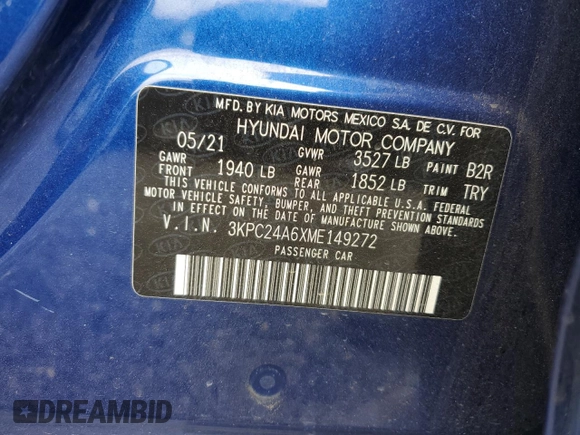 MFD. BY KIA MOTORS MEXICO S.A. DE C.V. FOR
HYUNDAI MOTOR COMPANY
05/21 GVWR 3527 LB PAINT B2R
GAWR FRONT 1940 LB GAWR REAR 1852 LB TRIM TRY
THIS VEHICLE CONFORMS TO ALL APPLICABLE U.S.A. FEDERAL
MOTOR VEHICLE SAFETY, BUMPER, AND THEFT PREVENTION STANDARDS
IN EFFECT ON THE DATE OF MANUFACTURE SHOWN ABOVE.
V.I.N. 3KPC24A6XME149272
PASSENGER CAR
DREAMBID